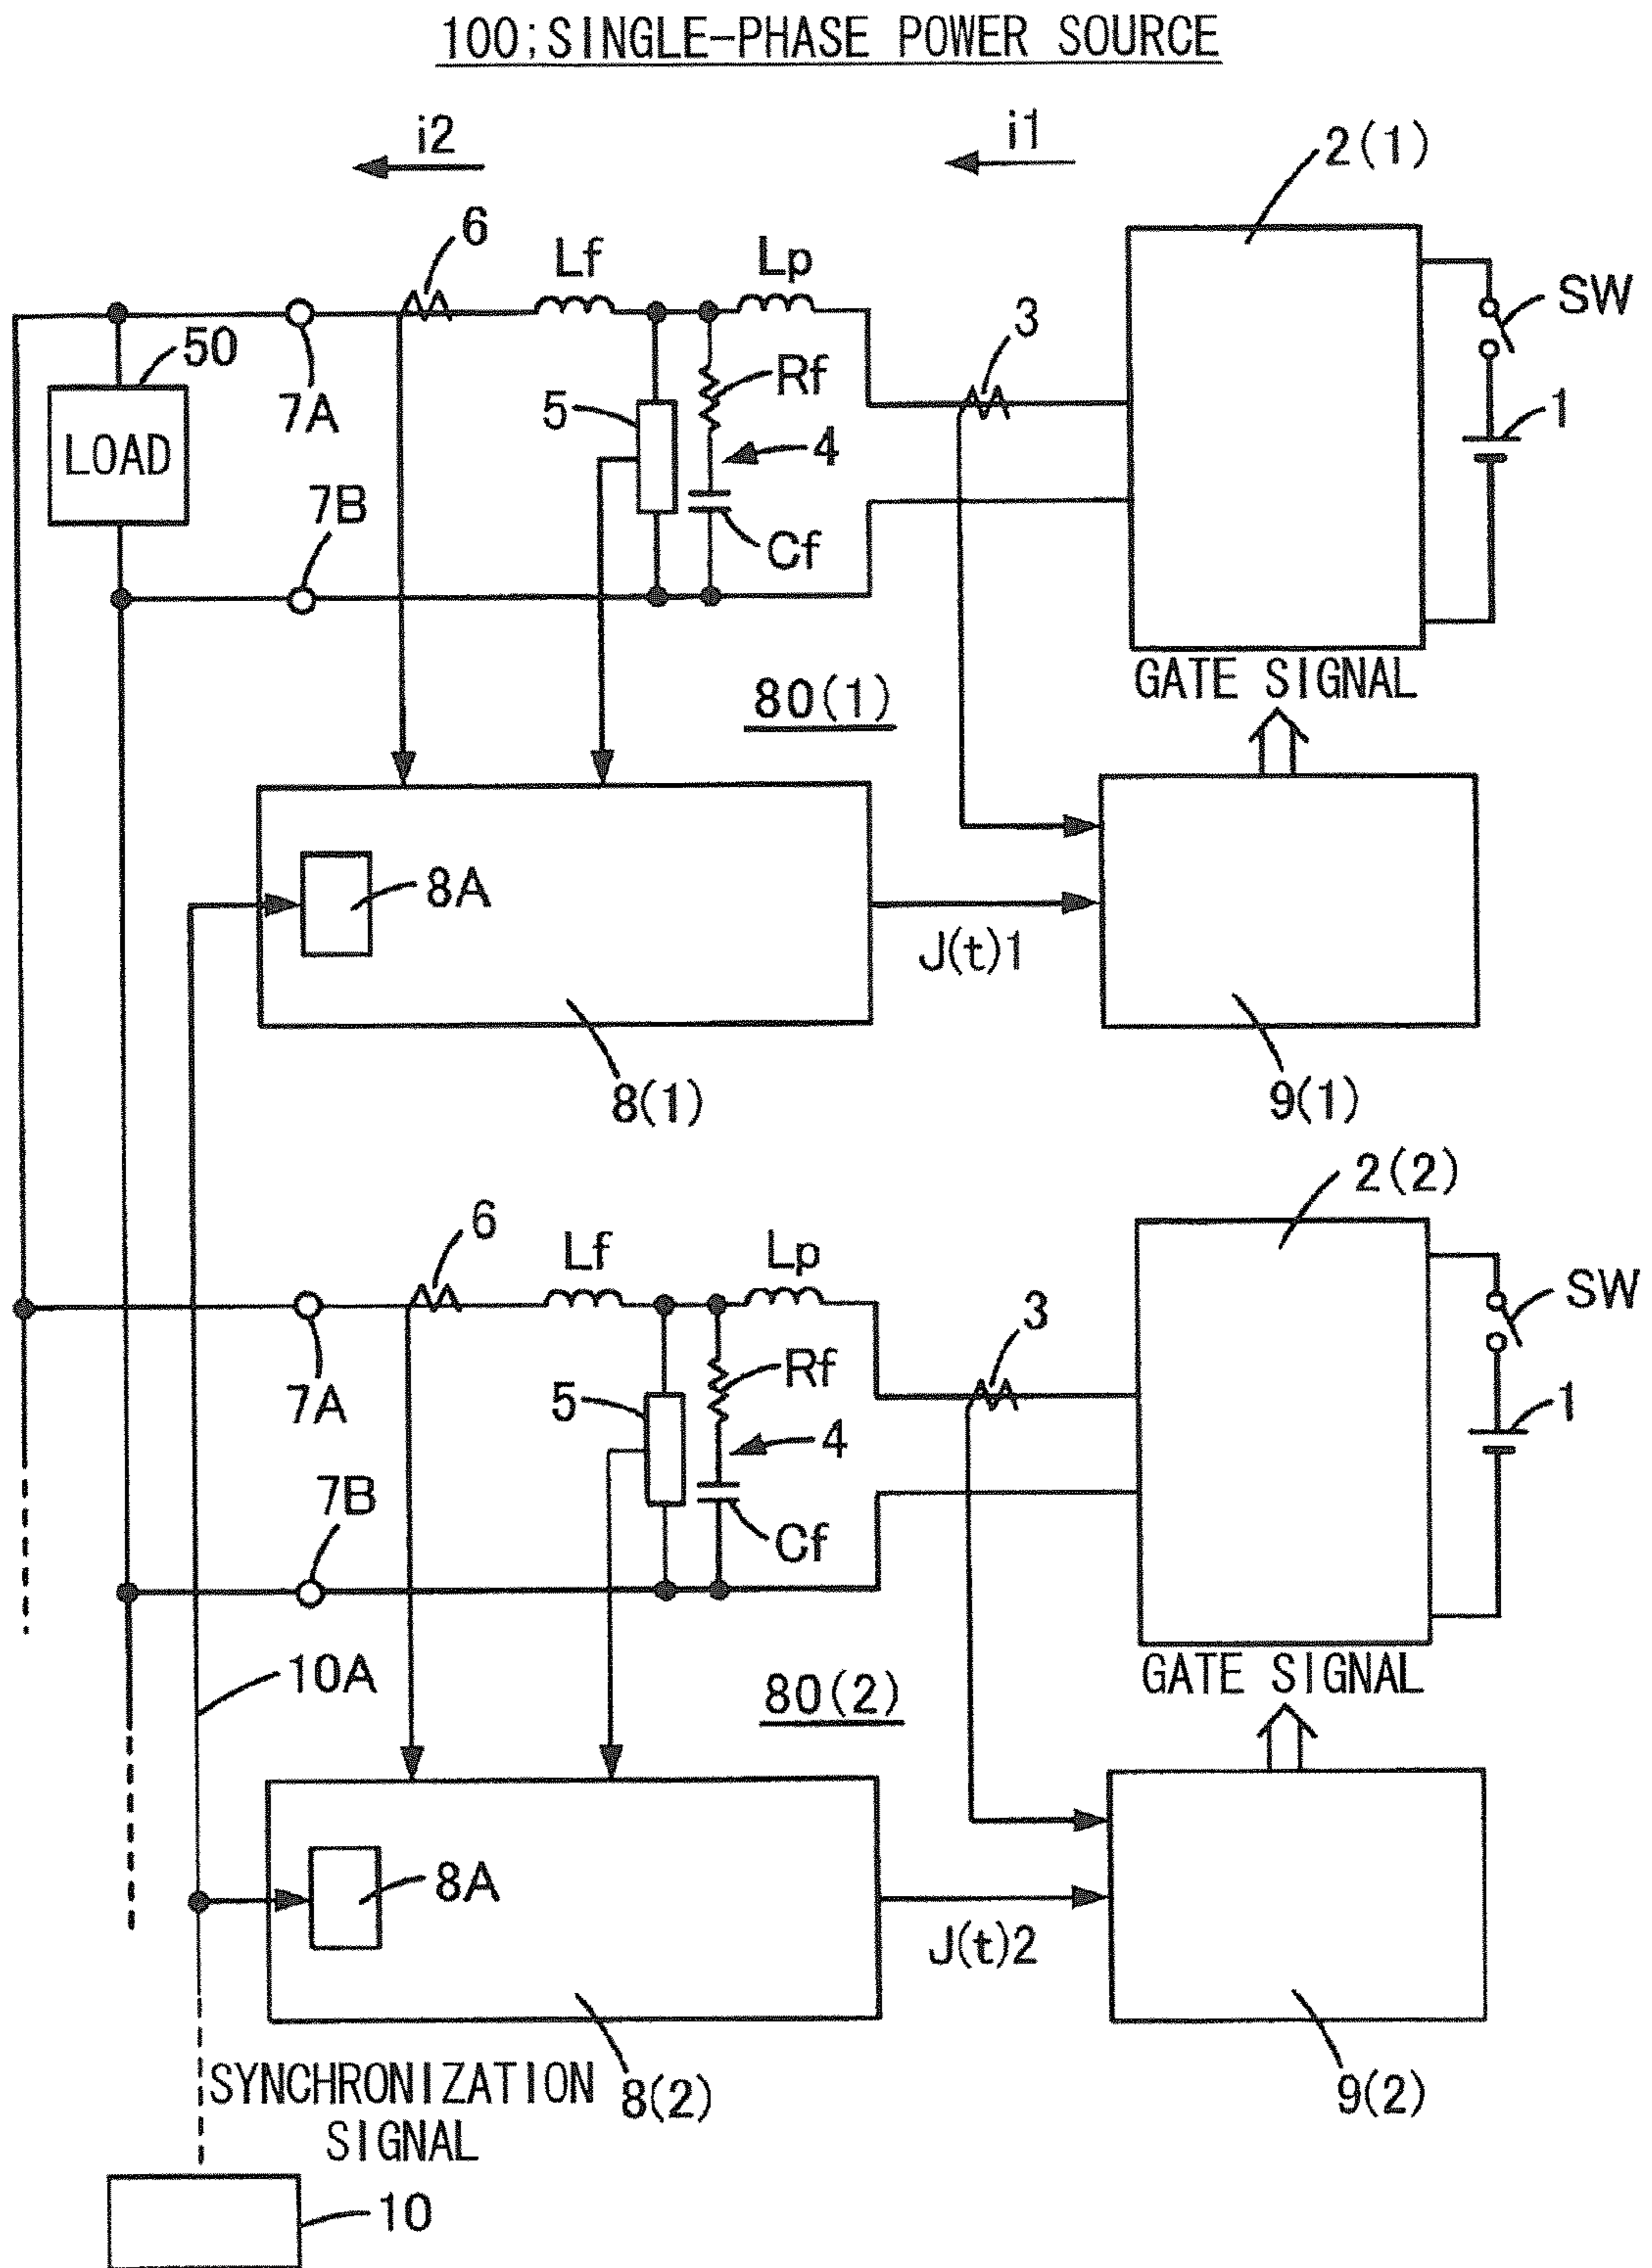 100;SINGLE-PHASE POWER SOURCE
i2
i1
2(1)
6
Lf
Lp
3
SW
50
7A
5
Rf
4
1
LOAD
7B
Cf
80(1)
GATE SIGNAL
8A
J(t)1
8(1)
9(1)
2(2)
6
Lf
Lp
3
SW
7A
5
Rf
4
1
7B
Cf
10A
80(2)
GATE SIGNAL
8A
J(t)2
SYNCHRONIZATION
SIGNAL
8(2)
9(2)
10